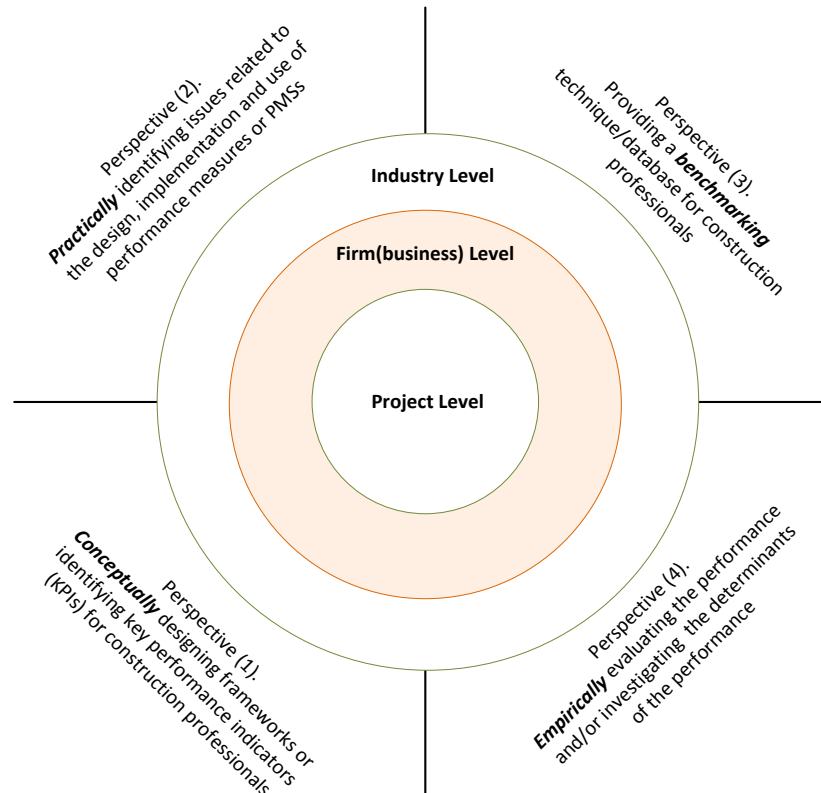 Perspective (2).
Practically identifying issues related to
the design, implementation and use of
performance measures or PMSs
Perspective (3).
Providing a benchmarking
technique/database for construction
professionals
Industry Level
Firm(business) Level
Project Level
Perspective (1).
Conceptually designing frameworks or
identifying key performance indicators
(KPIs) for construction professionals
Perspective (4).
Empirically evaluating the performance
and/or investigating the determinants
of the performance